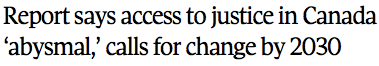 Report says access to justice in Canada
‘abysmal,’ calls for change by 2030